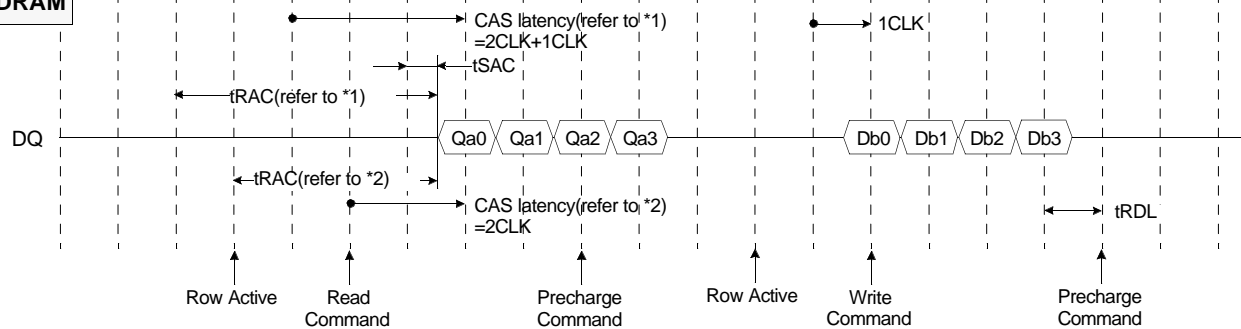 DRAM
CAS latency(refer to *1)
=2CLK+1CLK
1CLK
tSAC
tRAC(refer to *1)
DQ
Qa0 Qa1 Qa2 Qa3 Db0 Db1 Db2 Db3
tRAC(refer to *2)
CAS latency(refer to *2)
=2CLK
tRDL
Row Active
Read
Command
Precharge
Command
Row Active
Write
Command
Precharge
Command